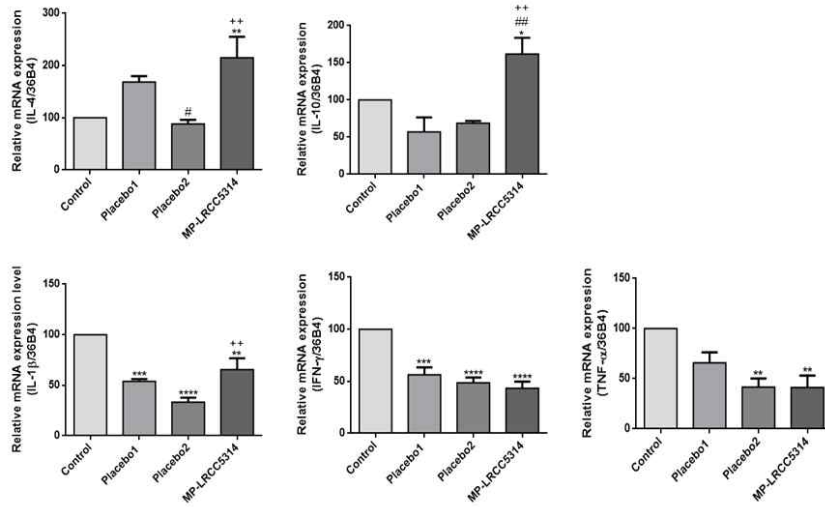 Relative mRNA expression
(IL-4/36B4)
300
200
100
0
#
++
**
Control
Placebo1
Placebo2
MP-LRCC5314
Relative mRNA expression
(IL-10/36B4)
200
150
100
50
0
++
##
*
Control
Placebo1
Placebo2
MP-LRCC5314
Relative mRNA expression level
(IL-1β/36B4)
150
100
50
0
***
****
++
**
Control
Placebo1
Placebo2
MP-LRCC5314
Relative mRNA expression
(IFN-γ/36B4)
150
100
50
0
***
****
****
Control
Placebo1
Placebo2
MP-LRCC5314
Relative mRNA expression
(TNF-α/36B4)
150
100
50
0
**
**
Control
Placebo1
Placebo2
MP-LRCC5314